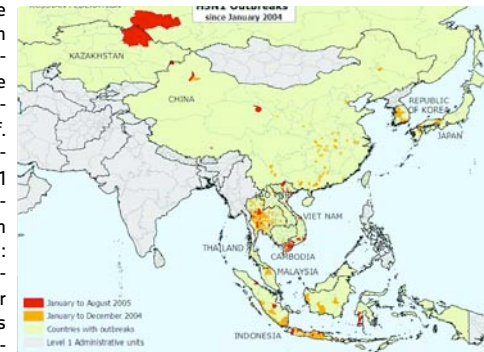 H5N1 Outbreaks
since January 2004
KAZAKHSTAN
CHINA
REPUBLIC
OF KOREA
JAPAN
VIET NAM
THAILAND
CAMBODIA
MALAYSIA
INDONESIA
January to August 2005
January to December 2004
Countries with outbreaks
Level 1 Administrative units